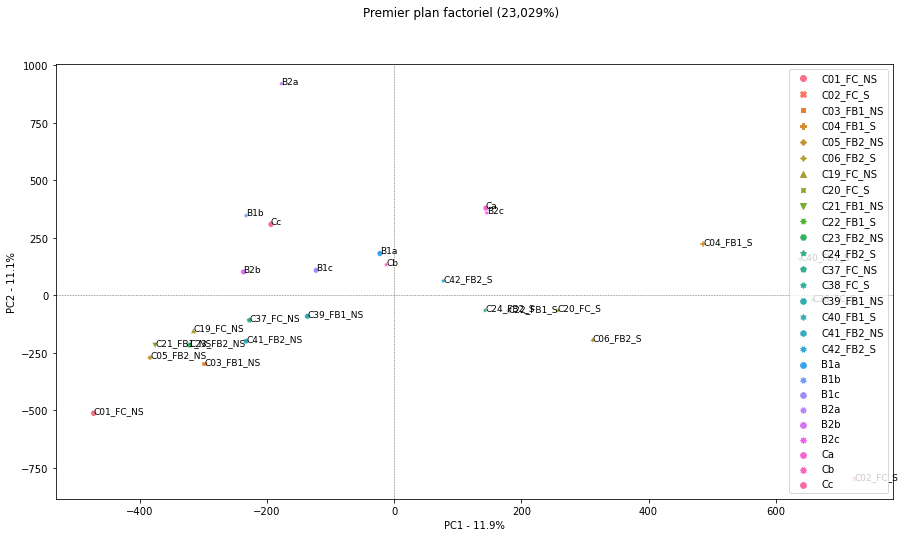 Premier plan factoriel (23,029%)
1000
750
500
250
0
−250
−500
−750
PC2 - 11.1%
−400
−200
0
200
400
600
PC1 - 11.9%
B2a
B1b
Cc
Ca
B2c
B1a
Cb
B2b
B1c
C04_FB1_S
C42_FB2_S
C24_FB2_S
C22_FB1_S
C20_FC_S
C06_FB2_S
C37_FC_NS
C39_FB1_NS
C19_FC_NS
C41_FB2_NS
C21_FB1_NS
C23_FB2_NS
C05_FB2_NS
C03_FB1_NS
C01_FC_NS
C02_FC_S
C01_FC_NS
C02_FC_S
C03_FB1_NS
C04_FB1_S
C05_FB2_NS
C06_FB2_S
C19_FC_NS
C20_FC_S
C21_FB1_NS
C22_FB1_S
C23_FB2_NS
C24_FB2_S
C37_FC_NS
C38_FC_S
C39_FB1_NS
C40_FB1_S
C41_FB2_NS
C42_FB2_S
B1a
B1b
B1c
B2a
B2b
B2c
Ca
Cb
Cc